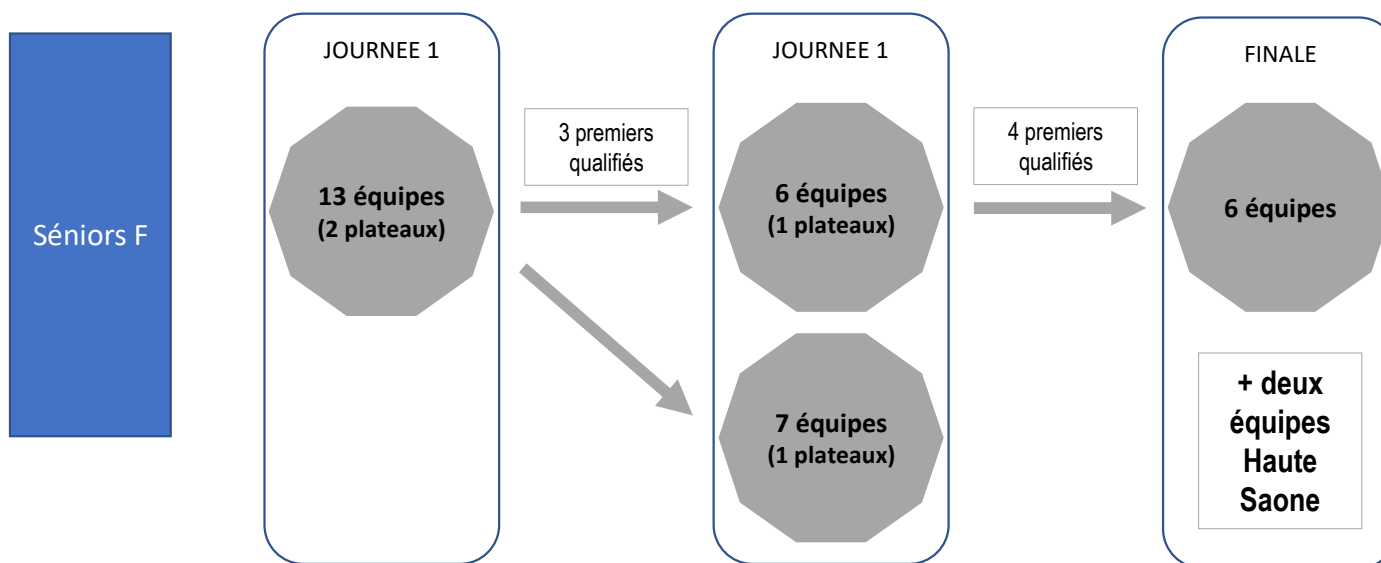 Séniors F
JOURNEE 1
13 équipes
(2 plateaux)
3 premiers
qualifiés
JOURNEE 1
6 équipes
(1 plateaux)
7 équipes
(1 plateaux)
4 premiers
qualifiés
FINALE
6 équipes
+ deux
équipes
Haute
Saone